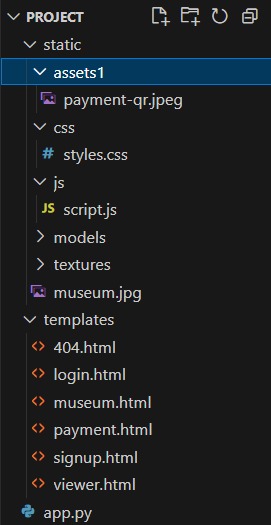 PROJECT
static
assets1
payment-qr.jpeg
css
# styles.css
js
JS script.js
models
textures
museum.jpg
templates
404.html
login.html
museum.html
payment.html
signup.html
viewer.html
app.py